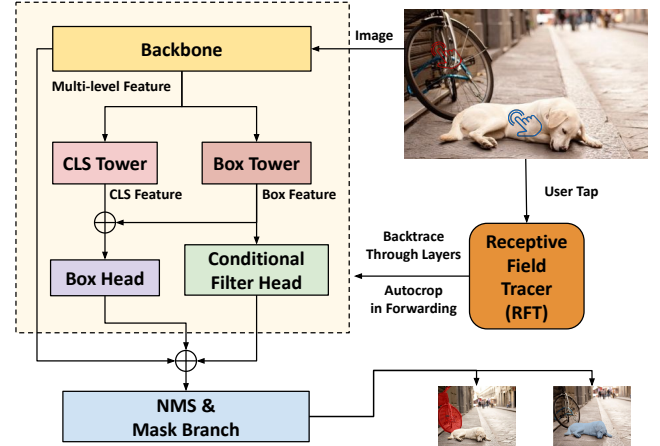 Backbone
Image
Multi-level Feature
CLS Tower
Box Tower
CLS Feature
Box Feature
User Tap
Box Head
Conditional
Filter Head
Backtrace
Through Layers
Autocrop
in Forwarding
Receptive
Field
Tracer
(RFT)
NMS &
Mask Branch